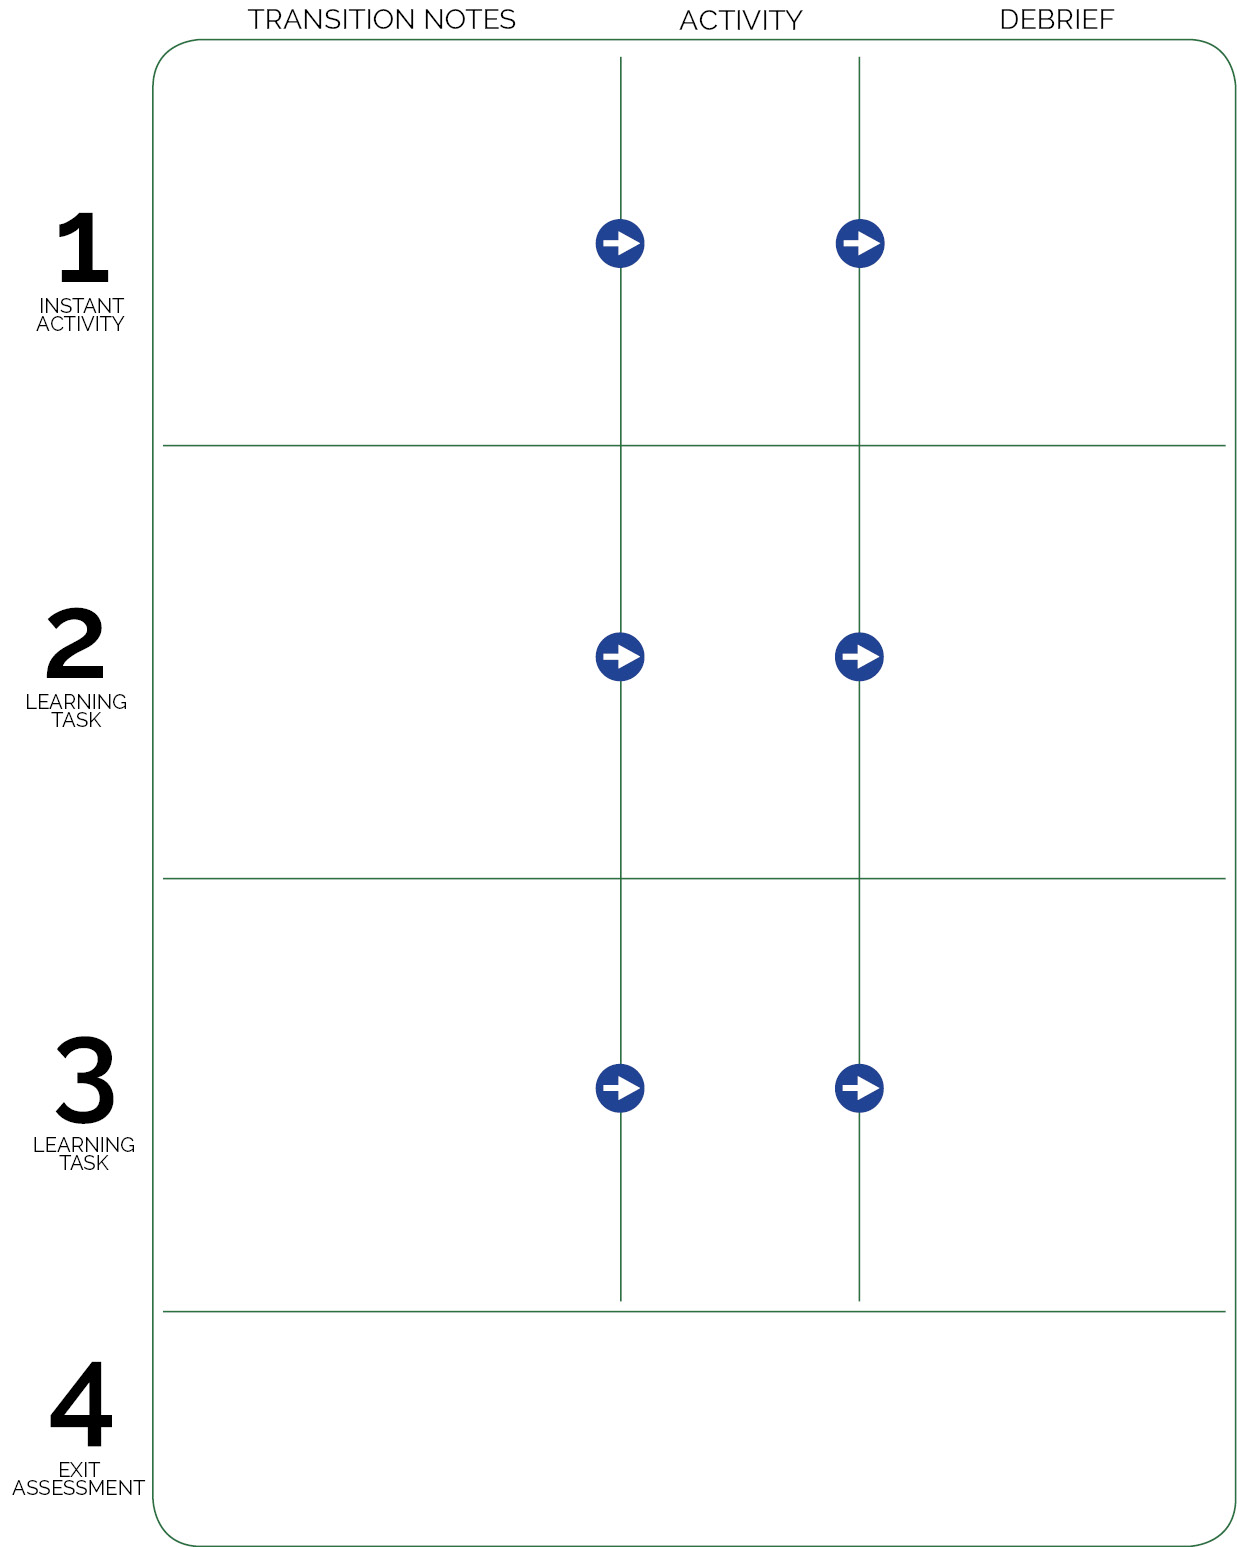 TRANSITION NOTES
ACTIVITY
DEBRIEF
1
INSTANT
ACTIVITY
2
LEARNING
TASK
3
LEARNING
TASK
4
EXIT
ASSESSMENT